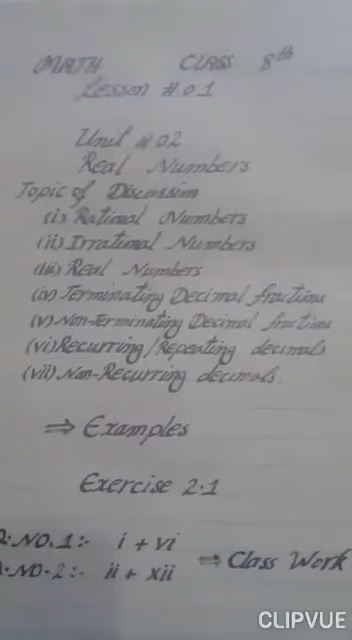 MATH CLASS 8th
Lesson # 01
Unit # 02
Real Numbers
Topic of Discussion
(i) Rational Numbers
(ii) Irrational Numbers
(iii) Real Numbers
(iv) Terminating Decimal fractions
(v) Non-Terminating Decimal fractions
(vi) Recurring/Repeating decimals
(vii) Non-Recurring decimals
⇒ Examples
Exercise 2.1
Q.NO.1:- i + vi
Q.NO-2:- ii + xii ⇒ Class Work
CLIPVUE